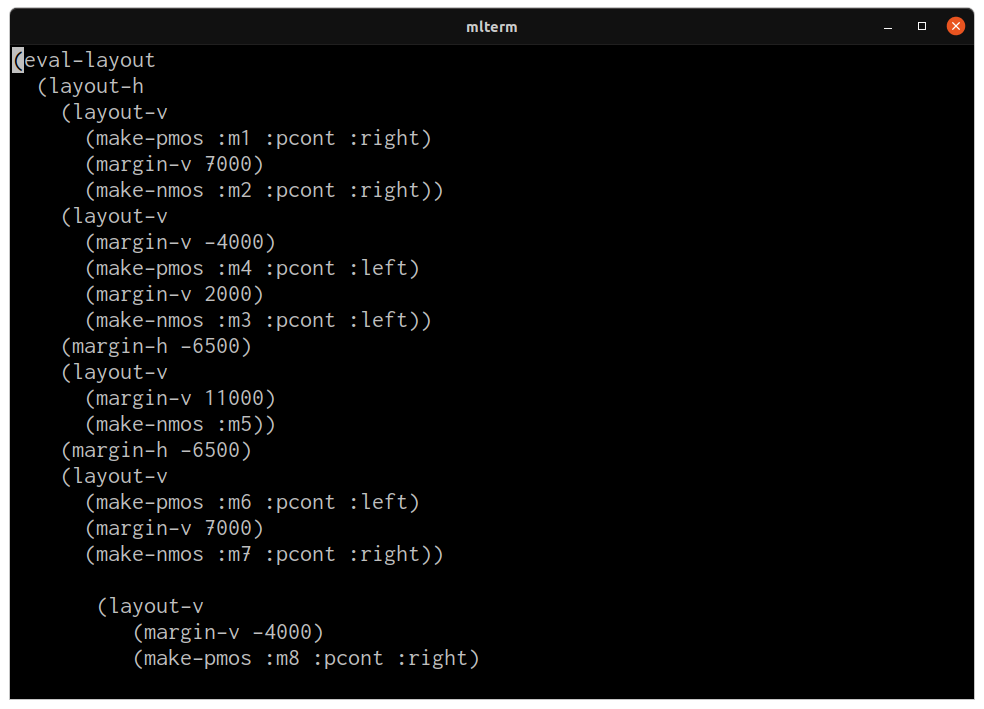 mlterm
(eval-layout
  (layout-h
    (layout-v
      (make-pmos :m1 :pcont :right)
      (margin-v 7000)
      (make-nmos :m2 :pcont :right))
    (layout-v
      (margin-v -4000)
      (make-pmos :m4 :pcont :left)
      (margin-v 2000)
      (make-nmos :m3 :pcont :left))
    (margin-h -6500)
    (layout-v
      (margin-v 11000)
      (make-nmos :m5))
    (margin-h -6500)
    (layout-v
      (make-pmos :m6 :pcont :left)
      (margin-v 7000)
      (make-nmos :m7 :pcont :right))

       (layout-v
          (margin-v -4000)
          (make-pmos :m8 :pcont :right)